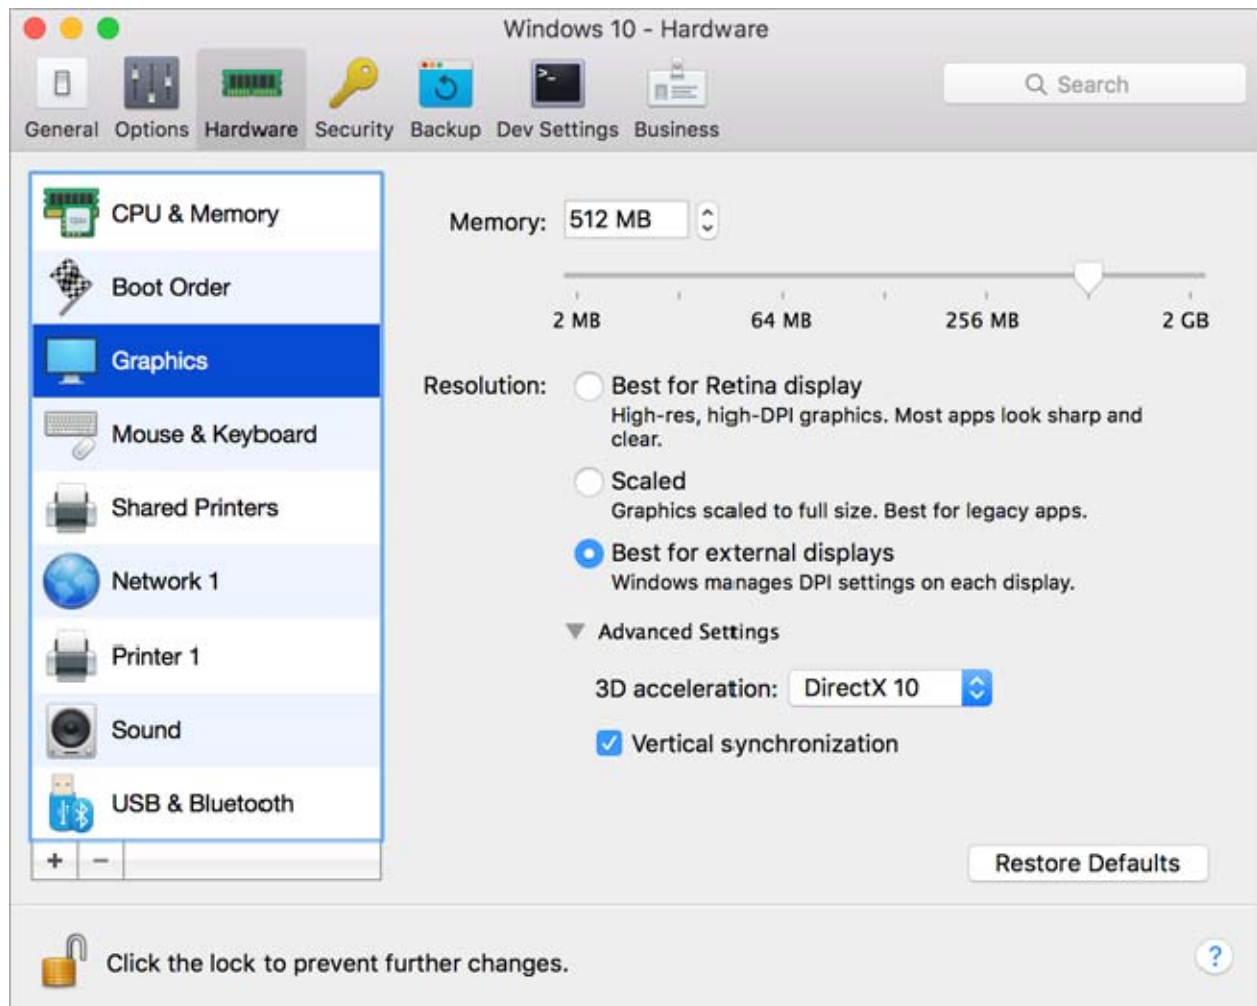 Windows 10 - Hardware
General Options Hardware Security Backup Dev Settings Business
Search
CPU & Memory
Boot Order
Graphics
Mouse & Keyboard
Shared Printers
Network 1
Printer 1
Sound
USB & Bluetooth
+ −
Memory: 512 MB
2 MB 64 MB 256 MB 2 GB
Resolution: Best for Retina display
High-res, high-DPI graphics. Most apps look sharp and
clear.
Scaled
Graphics scaled to full size. Best for legacy apps.
Best for external displays
Windows manages DPI settings on each display.
Advanced Settings
3D acceleration: DirectX 10
Vertical synchronization
Restore Defaults
Click the lock to prevent further changes.
?